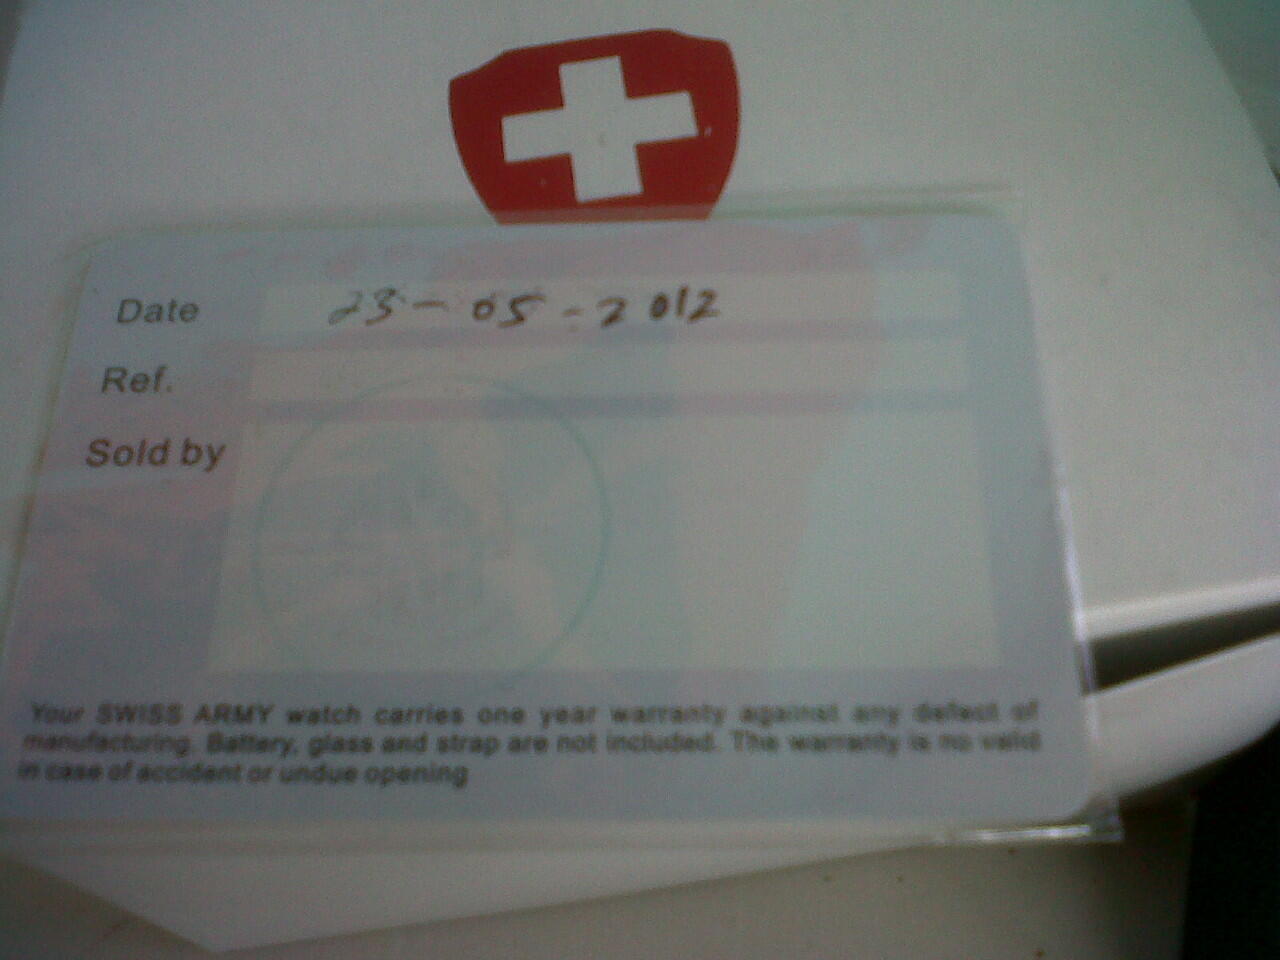 Date 23-05-2012
Ref.
Sold by
Your SWISS ARMY watch carries one year warranty against any defect of
manufacturing. Battery, glass and strap are not included. The warranty is no valid
in case of accident or undue opening